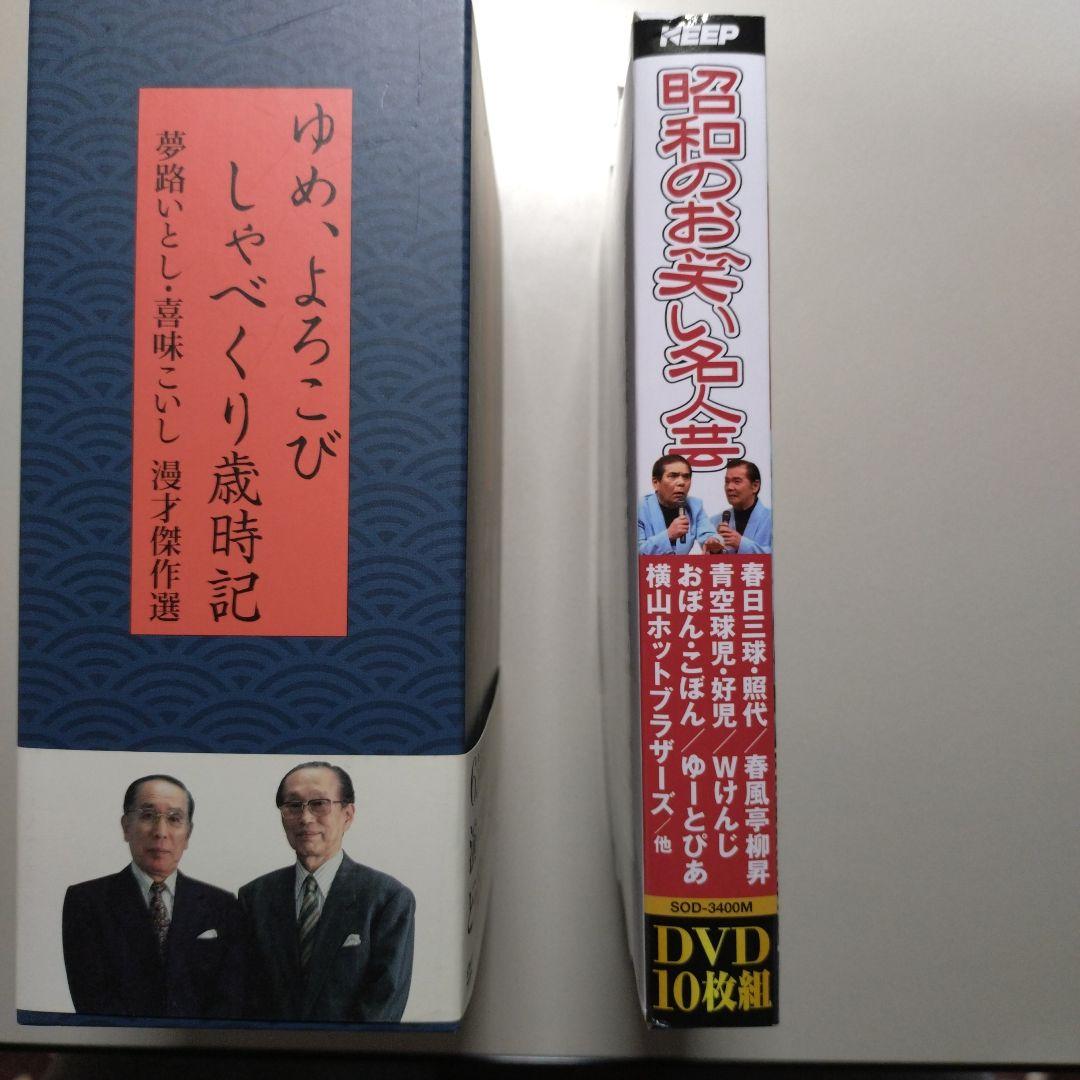 ゆめ、よろこび
しゃべくり歳時記
夢路いとし・喜味こいし 漫才傑作選
KEEP
昭和のお笑い名人芸
春日三球・照代／春風亭柳昇
青空球児・好児／Wけんじ
おぼん・こぼん／ゆーとぴあ
横山ホットブラザーズ／他
SOD-3400M
DVD
10枚組